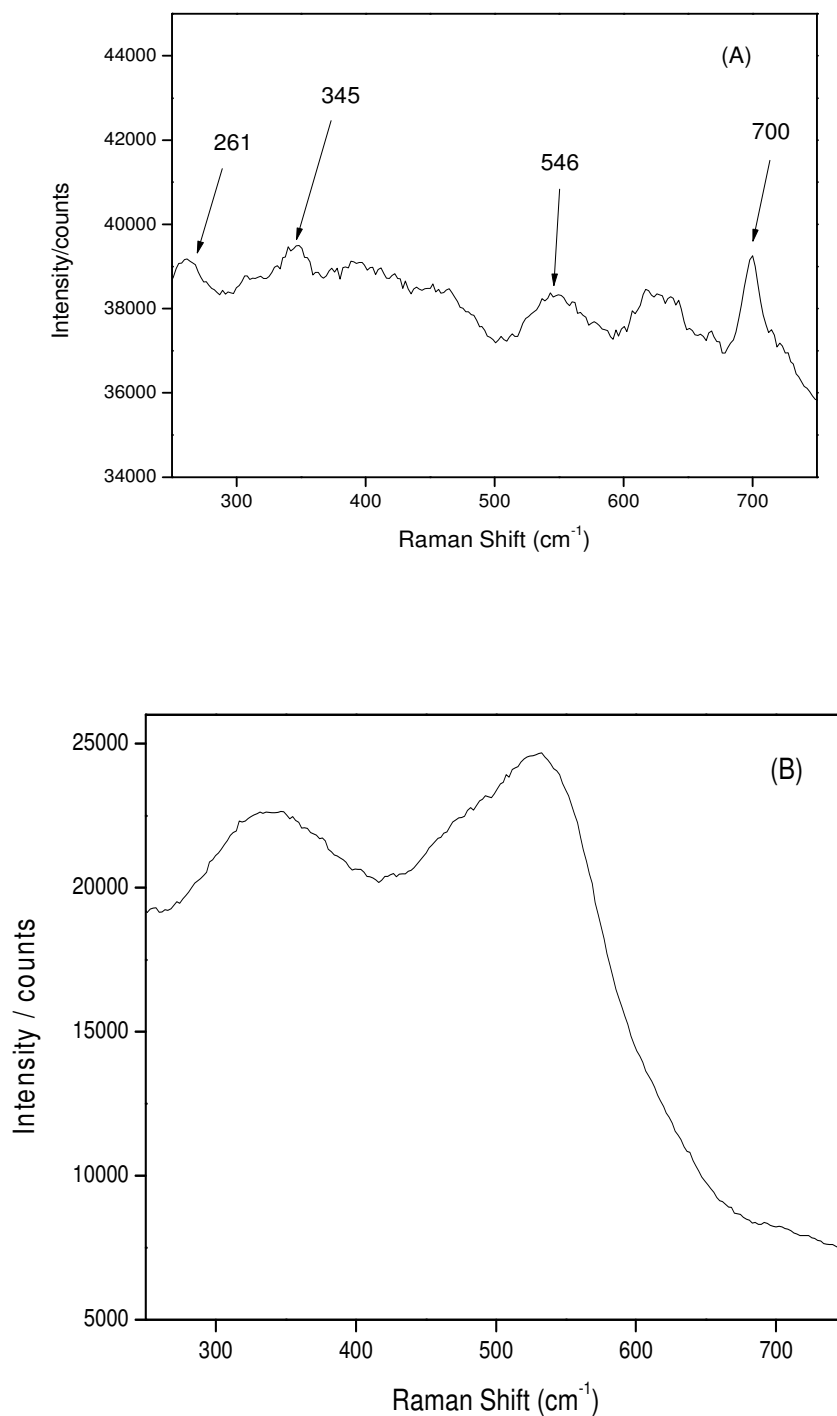 (A)
345
261
546
700
44000
42000
40000
38000
36000
34000
Intensity/counts
300 400 500 600 700
Raman Shift (cm⁻¹)
(B)
25000
20000
15000
10000
5000
Intensity / counts
300 400 500 600 700
Raman Shift (cm⁻¹)